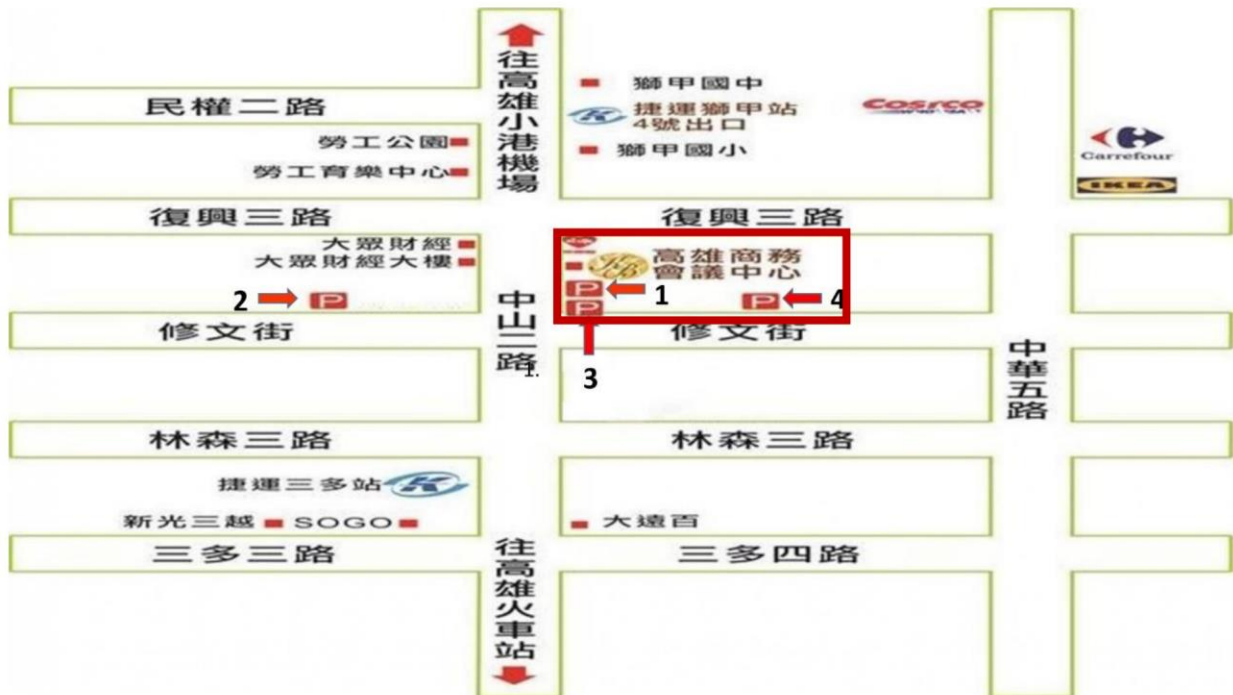 往高雄小港機場
民權二路
獅甲國中
捷運獅甲站
4號出口
獅甲國小
COSTCO
WHOLESALE
Carrefour
IKEA
勞工公園
勞工育樂中心
復興三路
復興三路
大眾財經
大眾財經大樓
高雄商務
會議中心
KB
P
1
P
2
P
P
4
3
中山二路
1.
修文街
修文街
中華五路
林森三路
林森三路
捷運三多站
K
新光三越
SOGO
大遠百
三多三路
三多四路
往高雄火車站